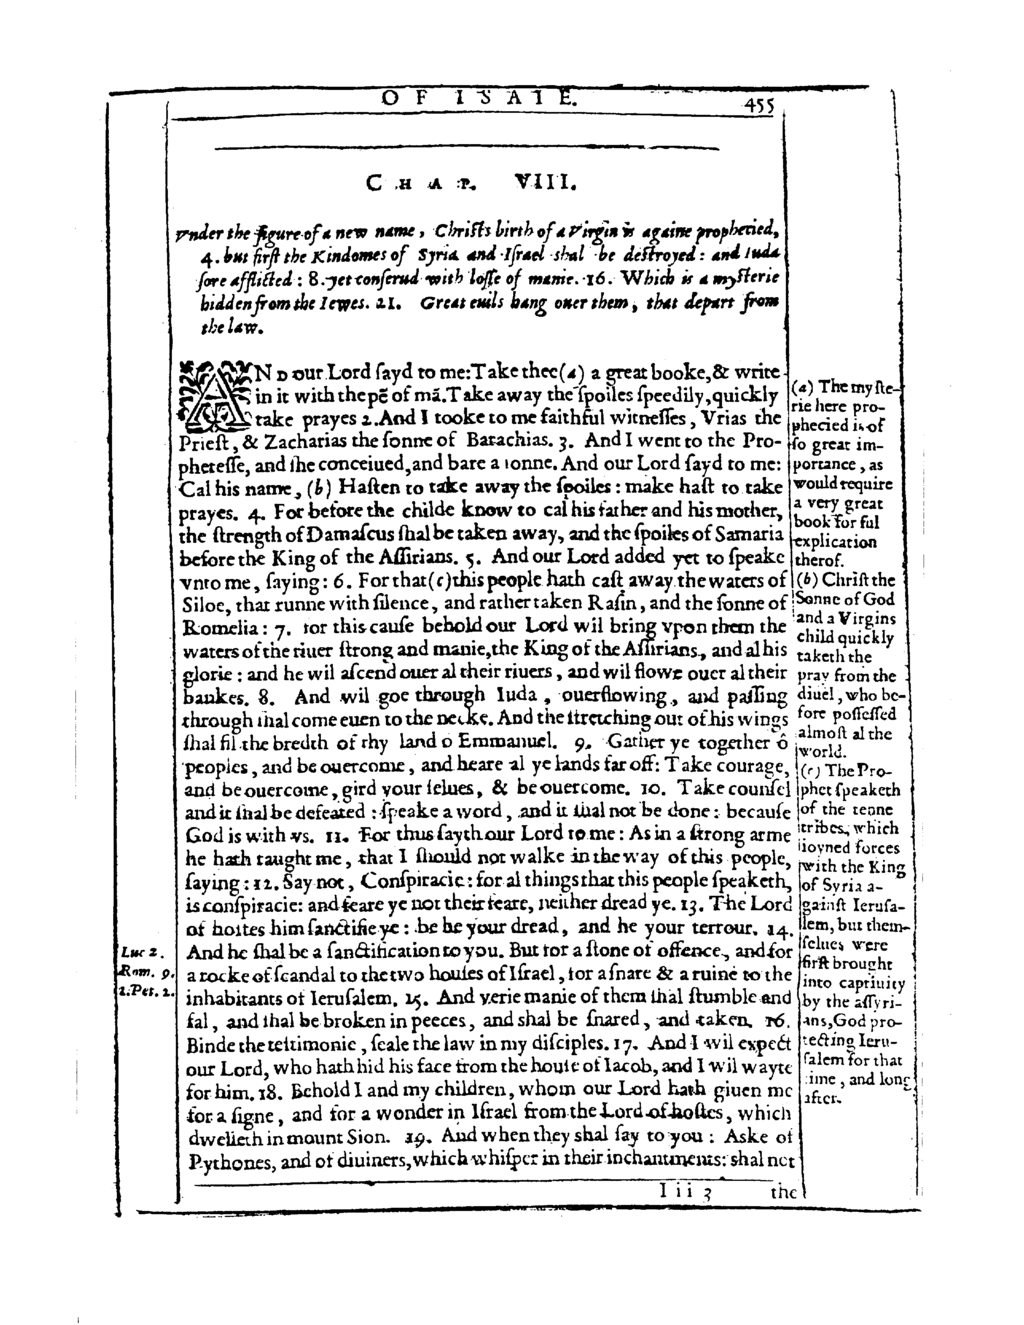 OF ISAIE. 455
CHAP. VIII.
Vnder the figure of a new name, Chriſts birth of a Virgin is againe prophecied,
4. but firſt the Kindomes of Syria and Iſrael shal be deſtroyed: and Iuda
ſore afflicted: 8. yet conſerued with loſſe of manie. 16. Which is a myſterie
hidden from the Iewes. 21. Great euils hang ouer them, that depart from
the law.
AND our Lord ſayd to me: Take thee (a) a great booke, & write
in it with the pē of mā. Take away the ſpoiles ſpeedily, quickly
take prayes 2. And I tooke to me faithful witneſſes, Vrias the
Prieſt, & Zacharias the ſonne of Barachias. 3. And I went to the Pro-
pheteſſe, and ſhe conceiued, and bare a ſonne. And our Lord ſayd to me:
Cal his name, (b) Haſten to take away the ſpoiles: make haſt to take
prayes. 4. For before the childe know to cal his father and his mother,
the ſtrength of Damaſcus ſhal be taken away, and the ſpoiles of Samaria
before the King of the Aſſirians. 5. And our Lord added yet to ſpeake
vnto me, ſaying: 6. For that (c) this people hath caſt away the waters of
Siloe, that runne with ſilence, and rather taken Raſin, and the ſonne of
Romelia: 7. for this cauſe behold our Lord wil bring vpon them the
waters of the riuer ſtrong and manie, the King of the Aſſirians, and al his
glorie: and he wil aſcend ouer al their riuers, and wil flowe ouer al their
bankes. 8. And wil goe through Iuda, ouerflowing, and paſſing
through ſhal come euen to the necke. And the ſtretching out of his wings
ſhal fil the bredth of thy land o Emmanuel. 9. Gather ye together ô
peoples, and be ouercome, and heare al ye lands far off: Take courage,
and be ouercome, gird your ſelues, & be ouercome. 10. Take counſel
and it ſhal be defeated: ſpeake a word, and it ſhal not be done: becauſe
God is with vs. 11. For thus ſayth our Lord to me: As in a ſtrong arme
he hath taught me, that I ſhould not walke in the way of this people,
ſaying: 12. Say not, Conſpiracie: for al things that this people ſpeaketh,
is conſpiracie: and feare ye not their feare, neither dread ye. 13. The Lord
of hoſtes him ſanctifie ye: be he your dread, and he your terrour. 14.
And he ſhal be a ſanctification to you. But for a ſtone of offence, and for
a rocke of ſcandal to the two houſes of Iſrael, for a ſnare & a ruine to the
inhabitants of Ieruſalem. 15. And verie manie of them ſhal ſtumble and
fal, and ſhal be broken in peeces, and shal be ſnared, and taken. 16.
Binde the teſtimonie, ſeale the law in my diſciples. 17. And I wil expect
our Lord, who hath hid his face from the houſe of Iacob, and I wil wayte
for him. 18. Behold I and my children, whom our Lord hath giuen me
for a ſigne, and for a wonder in Iſrael from the Lord of hoſtes, which
dwelleth in mount Sion. 19. And when they shal ſay to you: Aske of
Pythones, and of diuiners, which whiſper in their inchantments: shal not
Iii 3 the
(a) The myſte-
rie here pro-
phecied is of
ſo great im-
portance, as
would require
a very great
book for ful
explication
therof.
(b) Chriſt the
Sonne of God
and a Virgins
child quickly
taketh the
pray from the
diuel, who be-
fore poſſeſſed
almoſt al the
world.
(c) The Pro-
phet ſpeaketh
of the tenne
tribes, which
ioyned forces
with the King
of Syria a-
gainſt Ieruſa-
lem, but them-
ſelues were
firſt brought
into captiuity
by the aſſyri-
ans, God pro-
tecting Ieru-
ſalem for that
time, and long
after.
Luc 2.
Rom. 9.
1. Pet. 2.